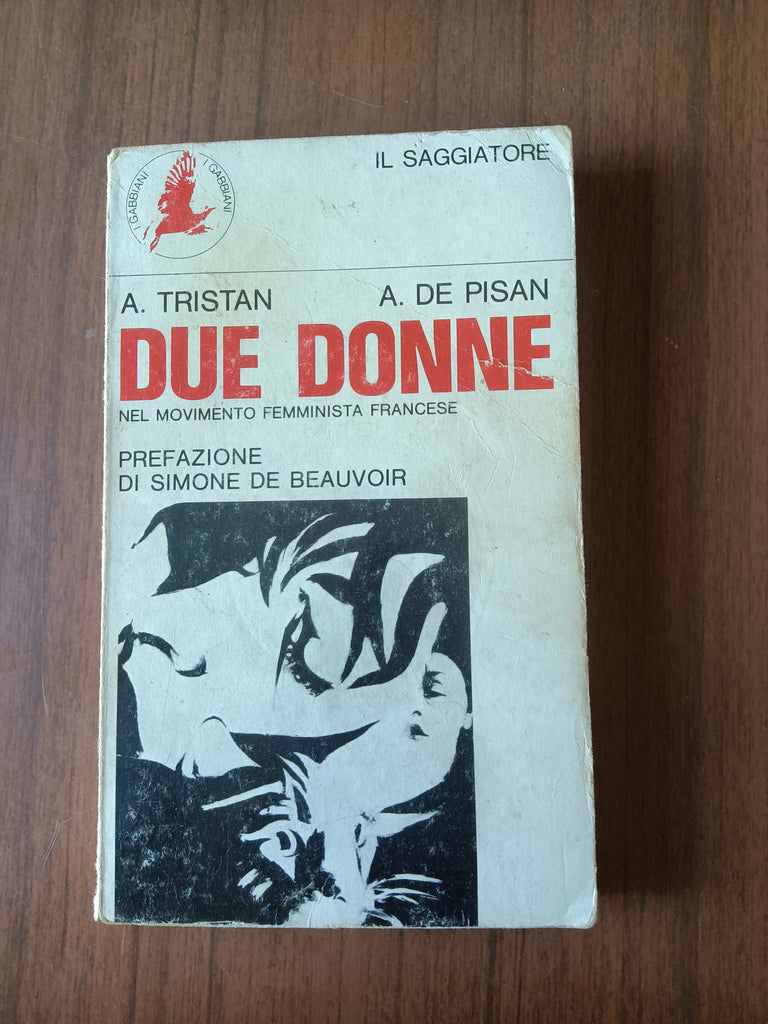 I GABBIANI I GABBIANI
IL SAGGIATORE
A. TRISTAN A. DE PISAN
DUE DONNE
NEL MOVIMENTO FEMMINISTA FRANCESE
PREFAZIONE
DI SIMONE DE BEAUVOIR